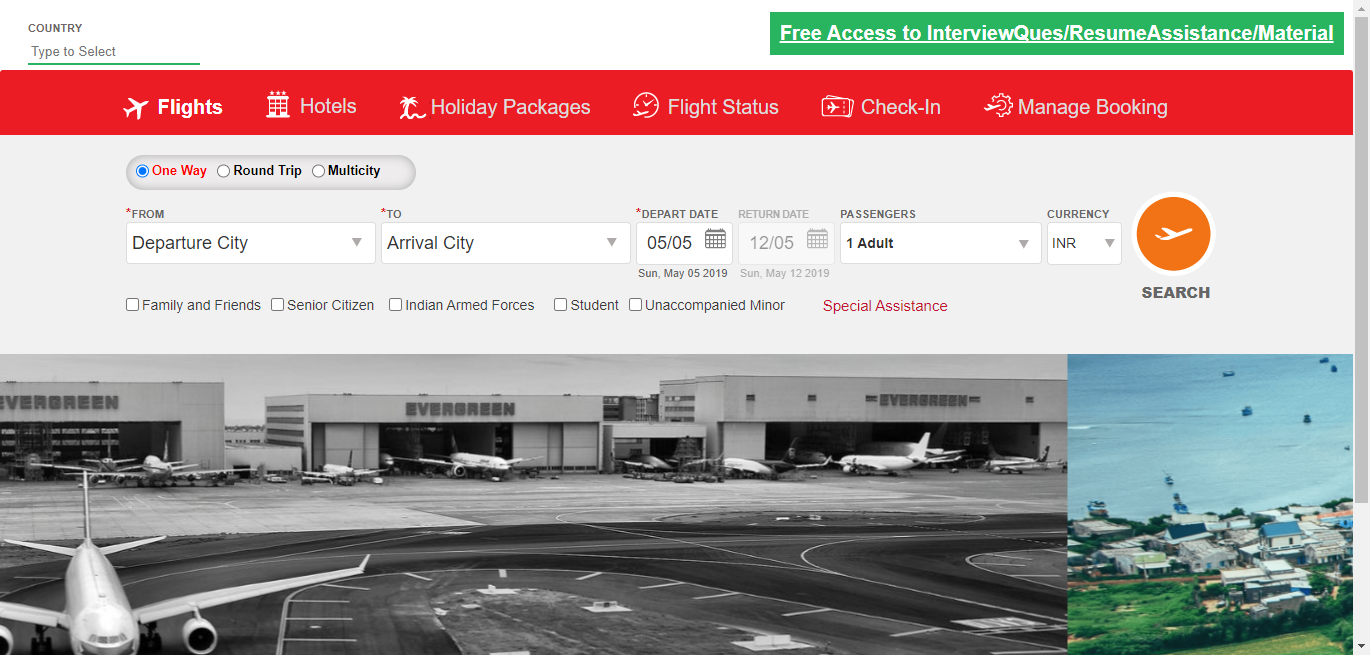 COUNTRY
Type to Select
Free Access to InterviewQues/ResumeAssistance/Material
Flights Hotels Holiday Packages Flight Status Check-In Manage Booking
One Way Round Trip Multicity
*FROM *TO *DEPART DATE RETURN DATE PASSENGERS CURRENCY
Departure City Arrival City 05/05 12/05 1 Adult INR
Sun, May 05 2019 Sun, May 12 2019
SEARCH
Family and Friends Senior Citizen Indian Armed Forces Student Unaccompanied Minor Special Assistance
EVERGREEN EVERGREEN EVERGREEN